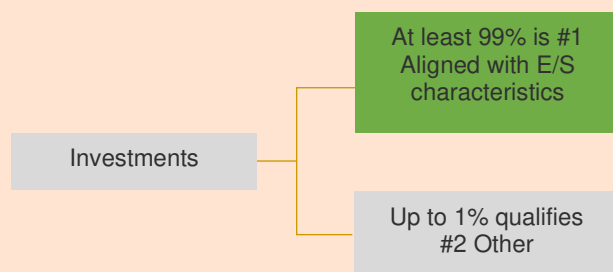 At least 99% is #1
Aligned with E/S
characteristics
Investments
Up to 1% qualifies
#2 Other